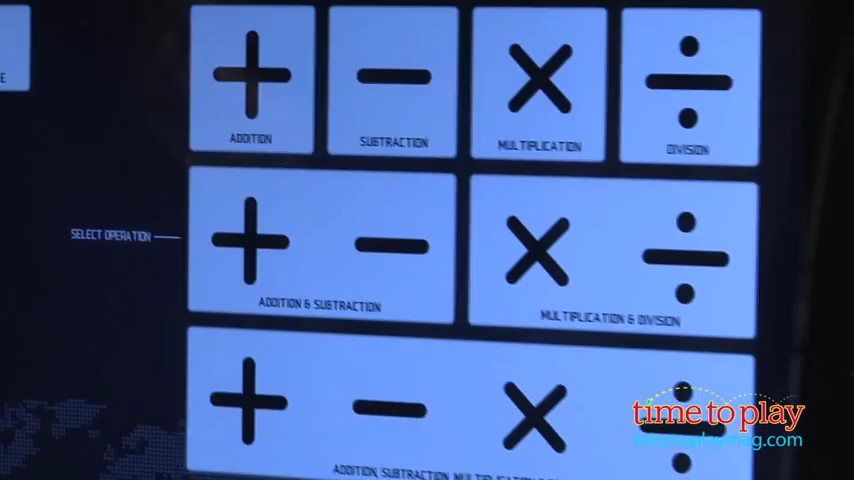 E
ADDITION
SUBTRACTION
MULTIPLICATION
DIVISION
SELECT OPERATION
ADDITION & SUBTRACTION
MULTIPLICATION & DIVISION
ADDITION, SUBTRACTION, MULTIPLICATION
time to play
timetoplaymag.com